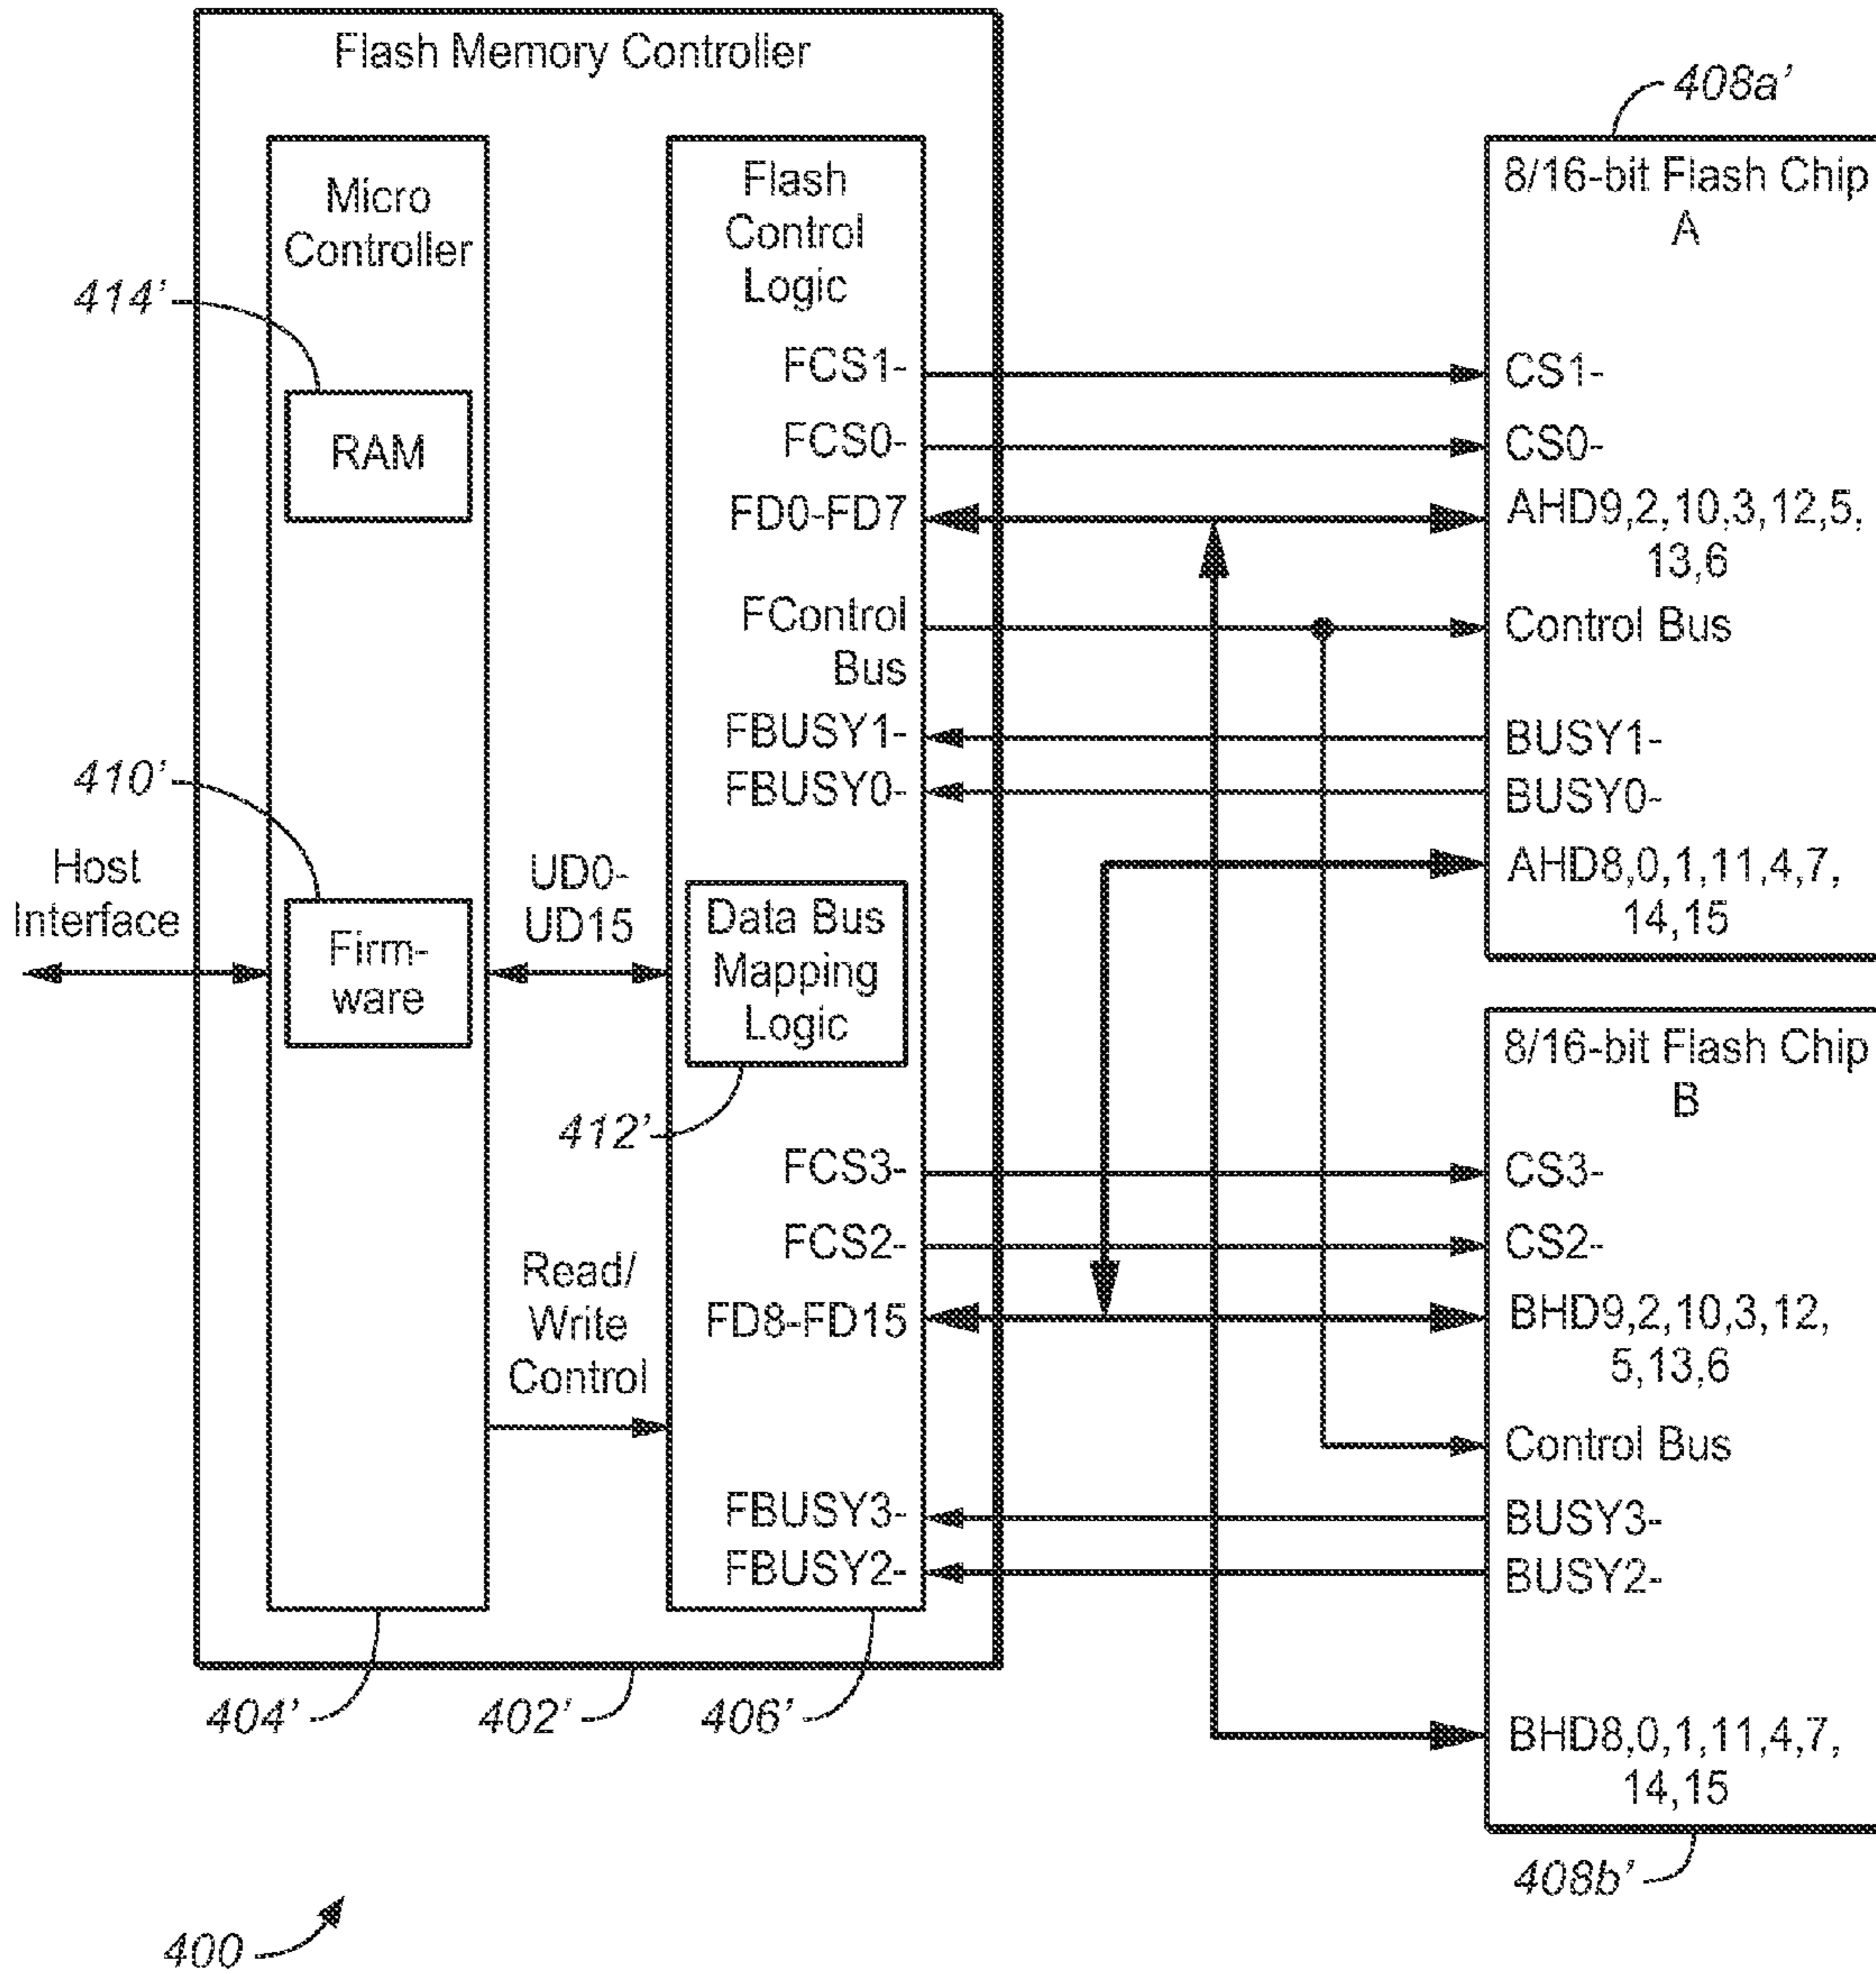 Flash Memory Controller
408a'
8/16-bit Flash Chip
A
Micro
Controller
Flash
Control
Logic
414'
RAM
FCS1-
CS1-
FCS0-
CS0-
FD0-FD7
AHD9,2,10,3,12,5,
13,6
FControl
Bus
Control Bus
FBUSY1-
BUSY1-
410'
FBUSY0-
BUSY0-
Host
Interface
Firm-
ware
UD0-
UD15
AHD8,0,1,11,4,7,
14,15
Data Bus
Mapping
Logic
412'
8/16-bit Flash Chip
B
FCS3-
CS3-
FCS2-
CS2-
Read/
Write
Control
FD8-FD15
BHD9,2,10,3,12,
5,13,6
Control Bus
FBUSY3-
BUSY3-
FBUSY2-
BUSY2-
404'
402'
406'
BHD8,0,1,11,4,7,
14,15
408b'
400